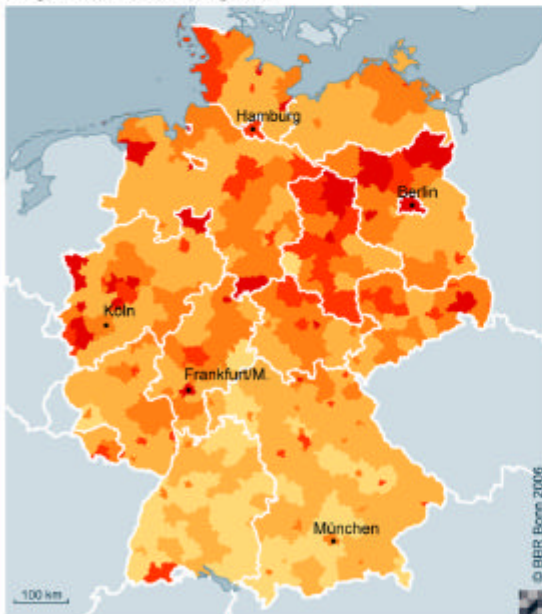 Hamburg
Berlin
Köln
Frankfurt/M.
München
100 km
© BBR Bonn 2006